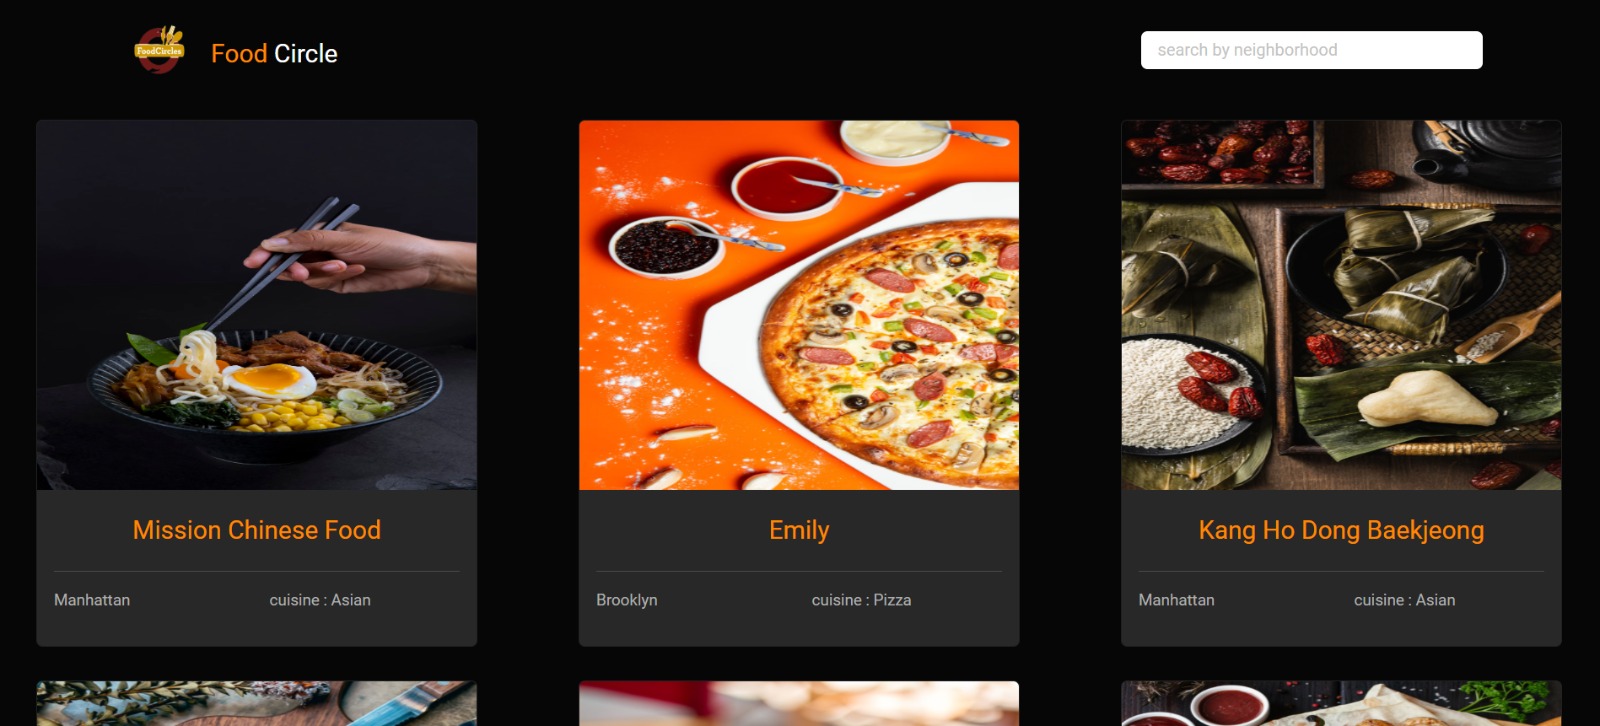 FoodCircles
Food Circle
search by neighborhood
Mission Chinese Food
Emily
Kang Ho Dong Baekjeong
Manhattan
cuisine : Asian
Brooklyn
cuisine : Pizza
Manhattan
cuisine : Asian